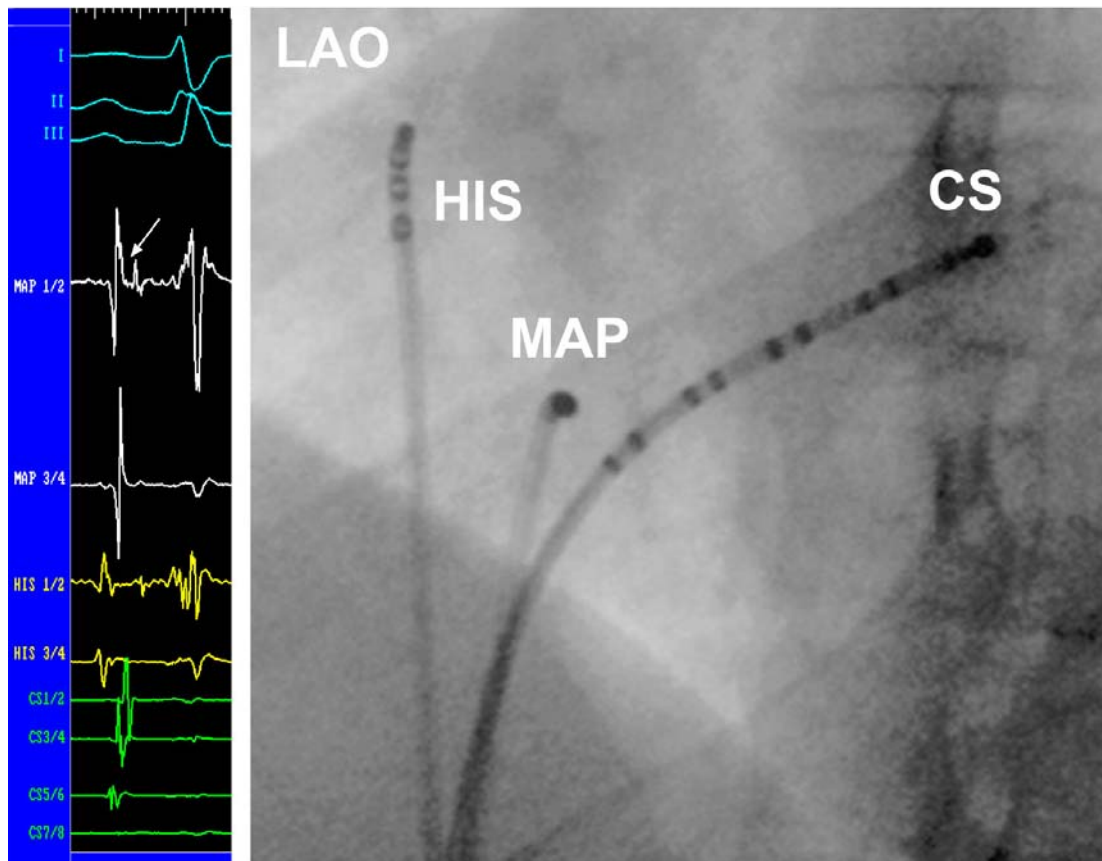 I
II
III
MAP 1/2
MAP 3/4
HIS 1/2
HIS 3/4
CS1/2
CS3/4
CS5/6
CS7/8
LAO
HIS
MAP
CS